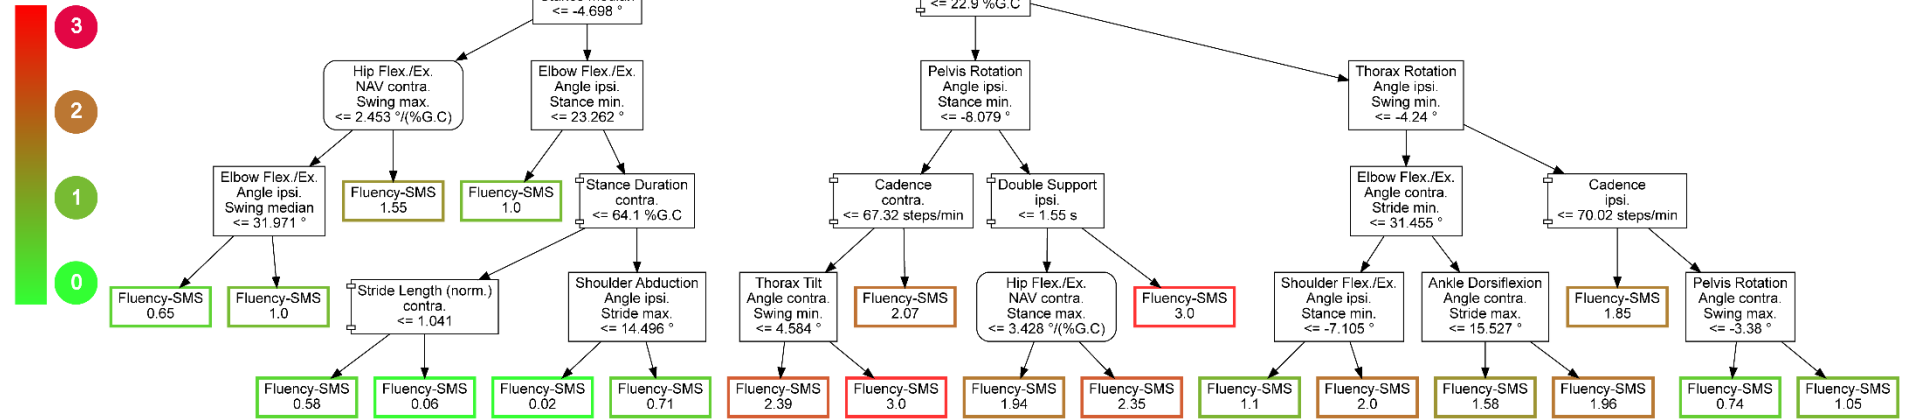 3
2
1
0
Stance median
<= -4.698 °
<= 22.9 %G.C
Hip Flex./Ex.
NAV contra.
Swing max.
<= 2.453 °/(%G.C)
Elbow Flex./Ex.
Angle ipsi.
Stance min.
<= 23.262 °
Pelvis Rotation
Angle ipsi.
Stance min.
<= -8.079 °
Thorax Rotation
Angle ipsi.
Swing min.
<= -4.24 °
Elbow Flex./Ex.
Angle ipsi.
Swing median
<= 31.971 °
Fluency-SMS
1.55
Fluency-SMS
1.0
Stance Duration
contra.
<= 64.1 %G.C
Cadence
contra.
<= 67.32 steps/min
Double Support
ipsi.
<= 1.55 s
Elbow Flex./Ex.
Angle contra.
Stride min.
<= 31.455 °
Cadence
ipsi.
<= 70.02 steps/min
Fluency-SMS
0.65
Fluency-SMS
1.0
Stride Length (norm.)
contra.
<= 1.041
Shoulder Abduction
Angle ipsi.
Stride max.
<= 14.496 °
Thorax Tilt
Angle contra.
Swing min.
<= 4.584 °
Fluency-SMS
2.07
Hip Flex./Ex.
NAV contra.
Stance max.
<= 3.428 °/(%G.C)
Fluency-SMS
3.0
Shoulder Flex./Ex.
Angle ipsi.
Stance min.
<= -7.105 °
Ankle Dorsiflexion
Angle contra.
Stride max.
<= 15.527 °
Fluency-SMS
1.85
Pelvis Rotation
Angle contra.
Swing max.
<= -3.38 °
Fluency-SMS
0.58
Fluency-SMS
0.06
Fluency-SMS
0.02
Fluency-SMS
0.71
Fluency-SMS
2.39
Fluency-SMS
3.0
Fluency-SMS
1.94
Fluency-SMS
2.35
Fluency-SMS
1.1
Fluency-SMS
2.0
Fluency-SMS
1.58
Fluency-SMS
1.96
Fluency-SMS
0.74
Fluency-SMS
1.05